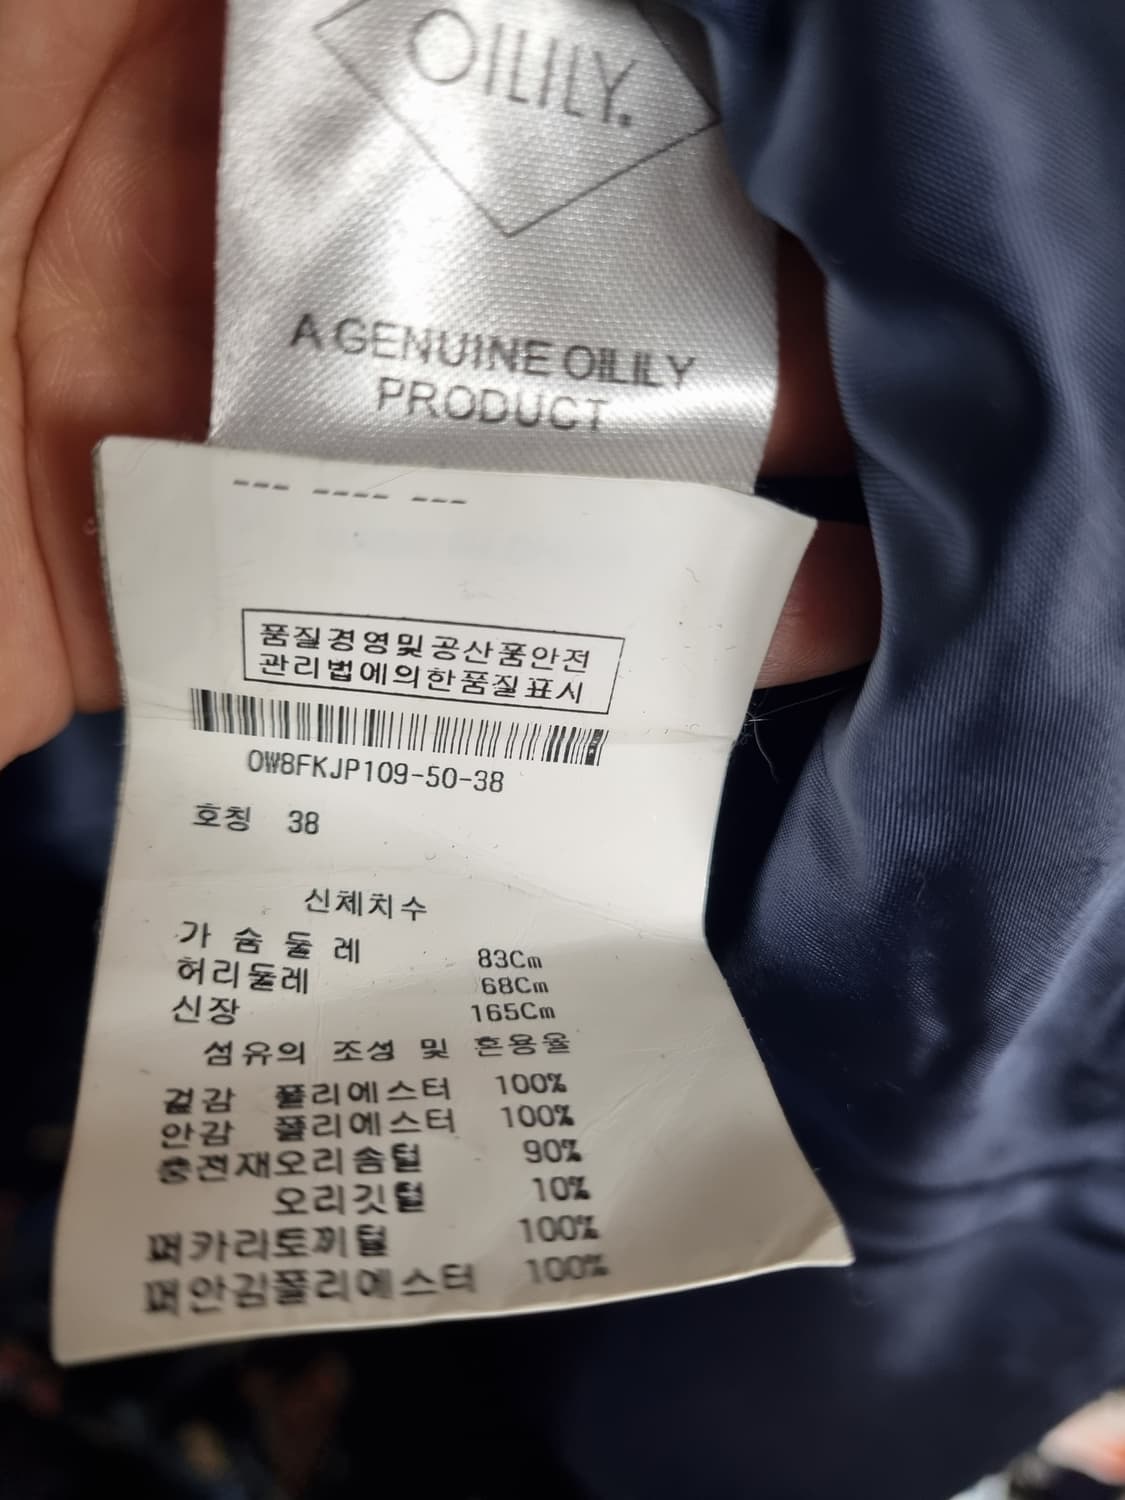 OILILY.
A GENUINE OILILY
PRODUCT
--- ---- ---
품질경영및공산품안전
관리법에의한품질표시
OW8FKJP109-50-38
호칭 38
신체치수
가 슴 둘 레 83Cm
허리둘레 68Cm
신장 165Cm
섬유의 조성 및 혼용율
겉감 폴리에스터 100%
안감 폴리에스터 100%
충전재오리솜털 90%
오리깃털 10%
퍼카리토끼털 100%
퍼안김폴리에스터 100%